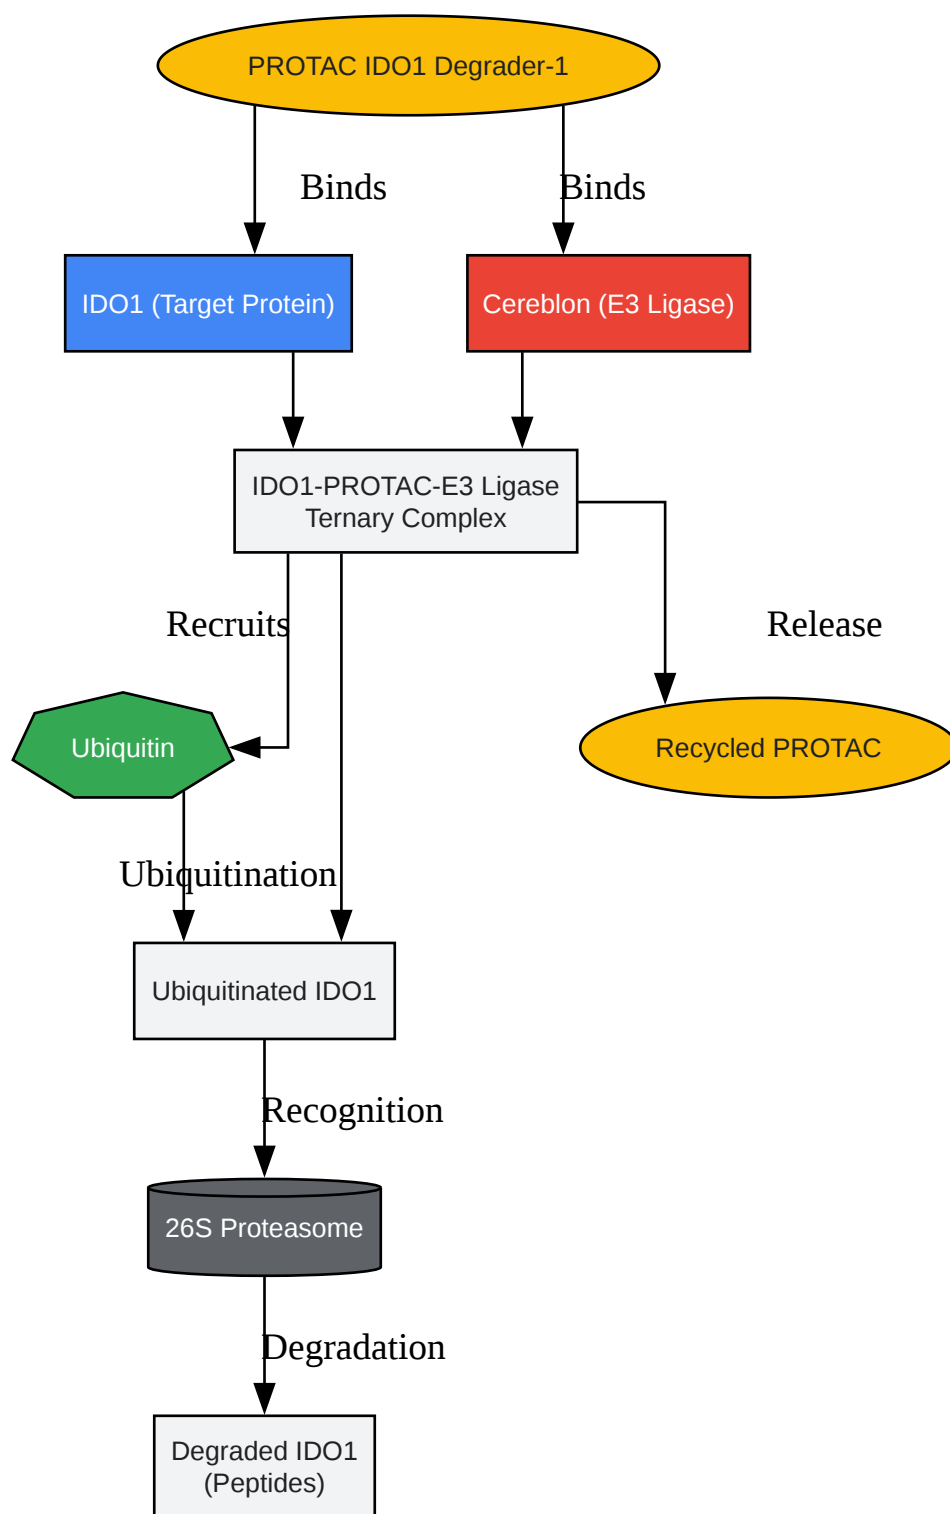 PROTAC IDO1 Degrader-1
Binds
Binds
IDO1 (Target Protein)
Cereblon (E3 Ligase)
IDO1-PROTAC-E3 Ligase
Ternary Complex
Recruits
Release
Ubiquitin
Recycled PROTAC
Ubiquitination
Ubiquitinated IDO1
Recognition
26S Proteasome
Degradation
Degraded IDO1
(Peptides)